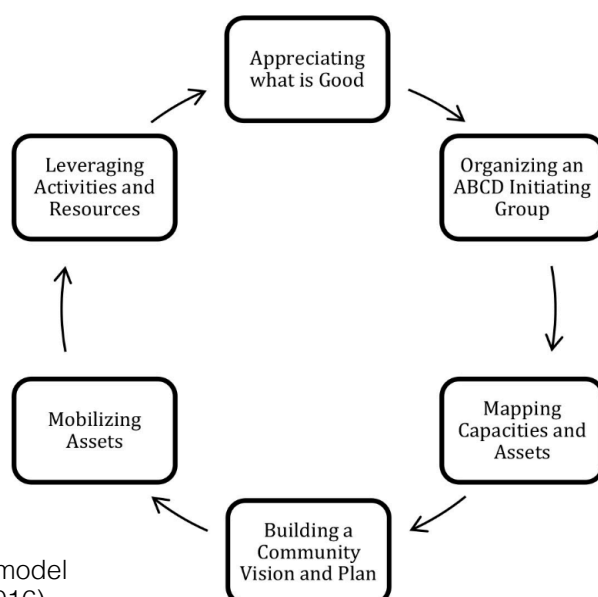 Appreciating
what is Good
Organizing an
ABCD Initiating
Group
Mapping
Capacities and
Assets
Building a
Community
Vision and Plan
Mobilizing
Assets
Leveraging
Activities and
Resources
model